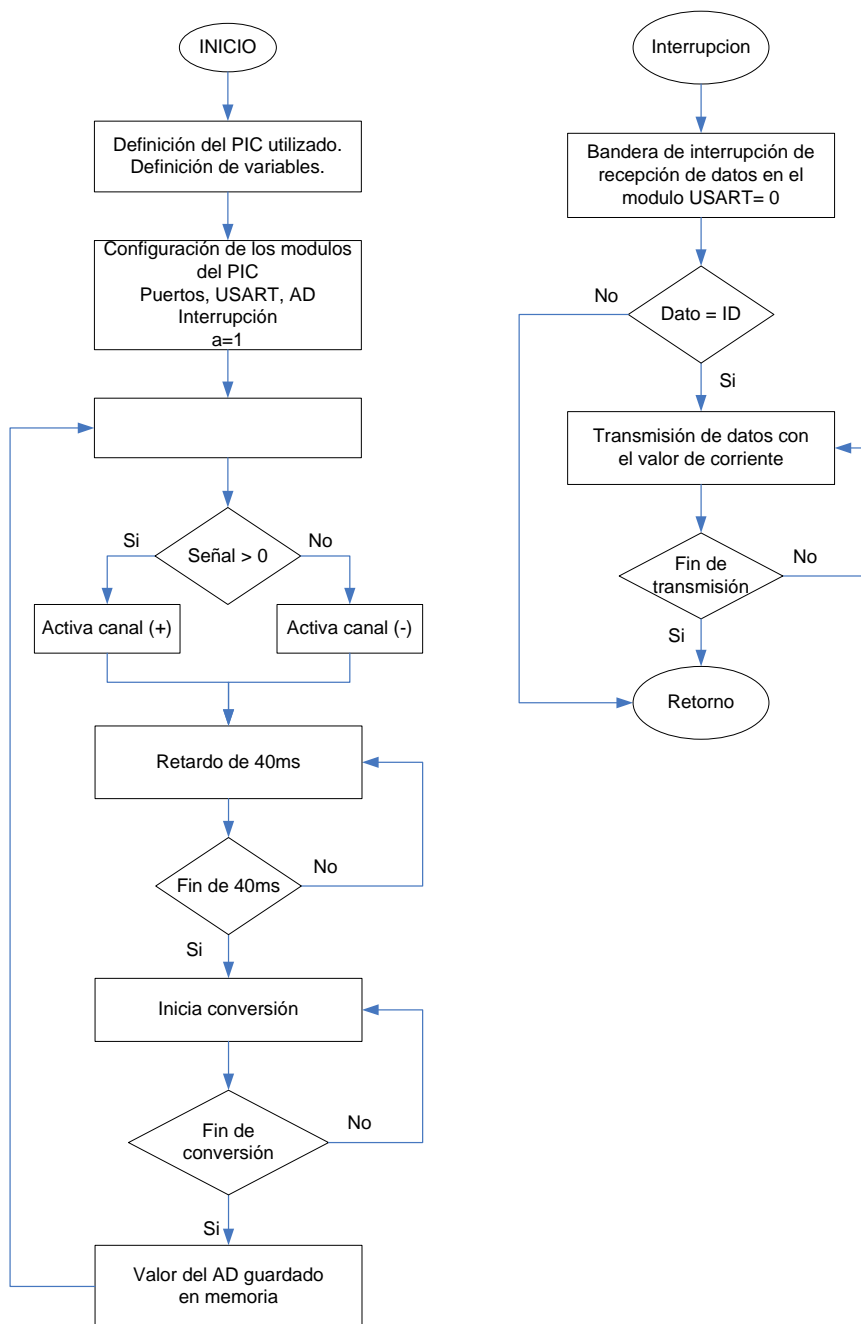 INICIO
Definición del PIC utilizado.
Definición de variables.
Configuración de los modulos
del PIC
Puertos, USART, AD
Interrupción
a=1
Si
Señal > 0
No
Activa canal (+)
Activa canal (-)
Retardo de 40ms
Fin de 40ms
No
Si
Inicia conversión
Fin de
conversión
No
Si
Valor del AD guardado
en memoria
Interrupcion
Bandera de interrupción de
recepción de datos en el
modulo USART= 0
No
Dato = ID
Si
Transmisión de datos con
el valor de corriente
Fin de
transmisión
No
Si
Retorno